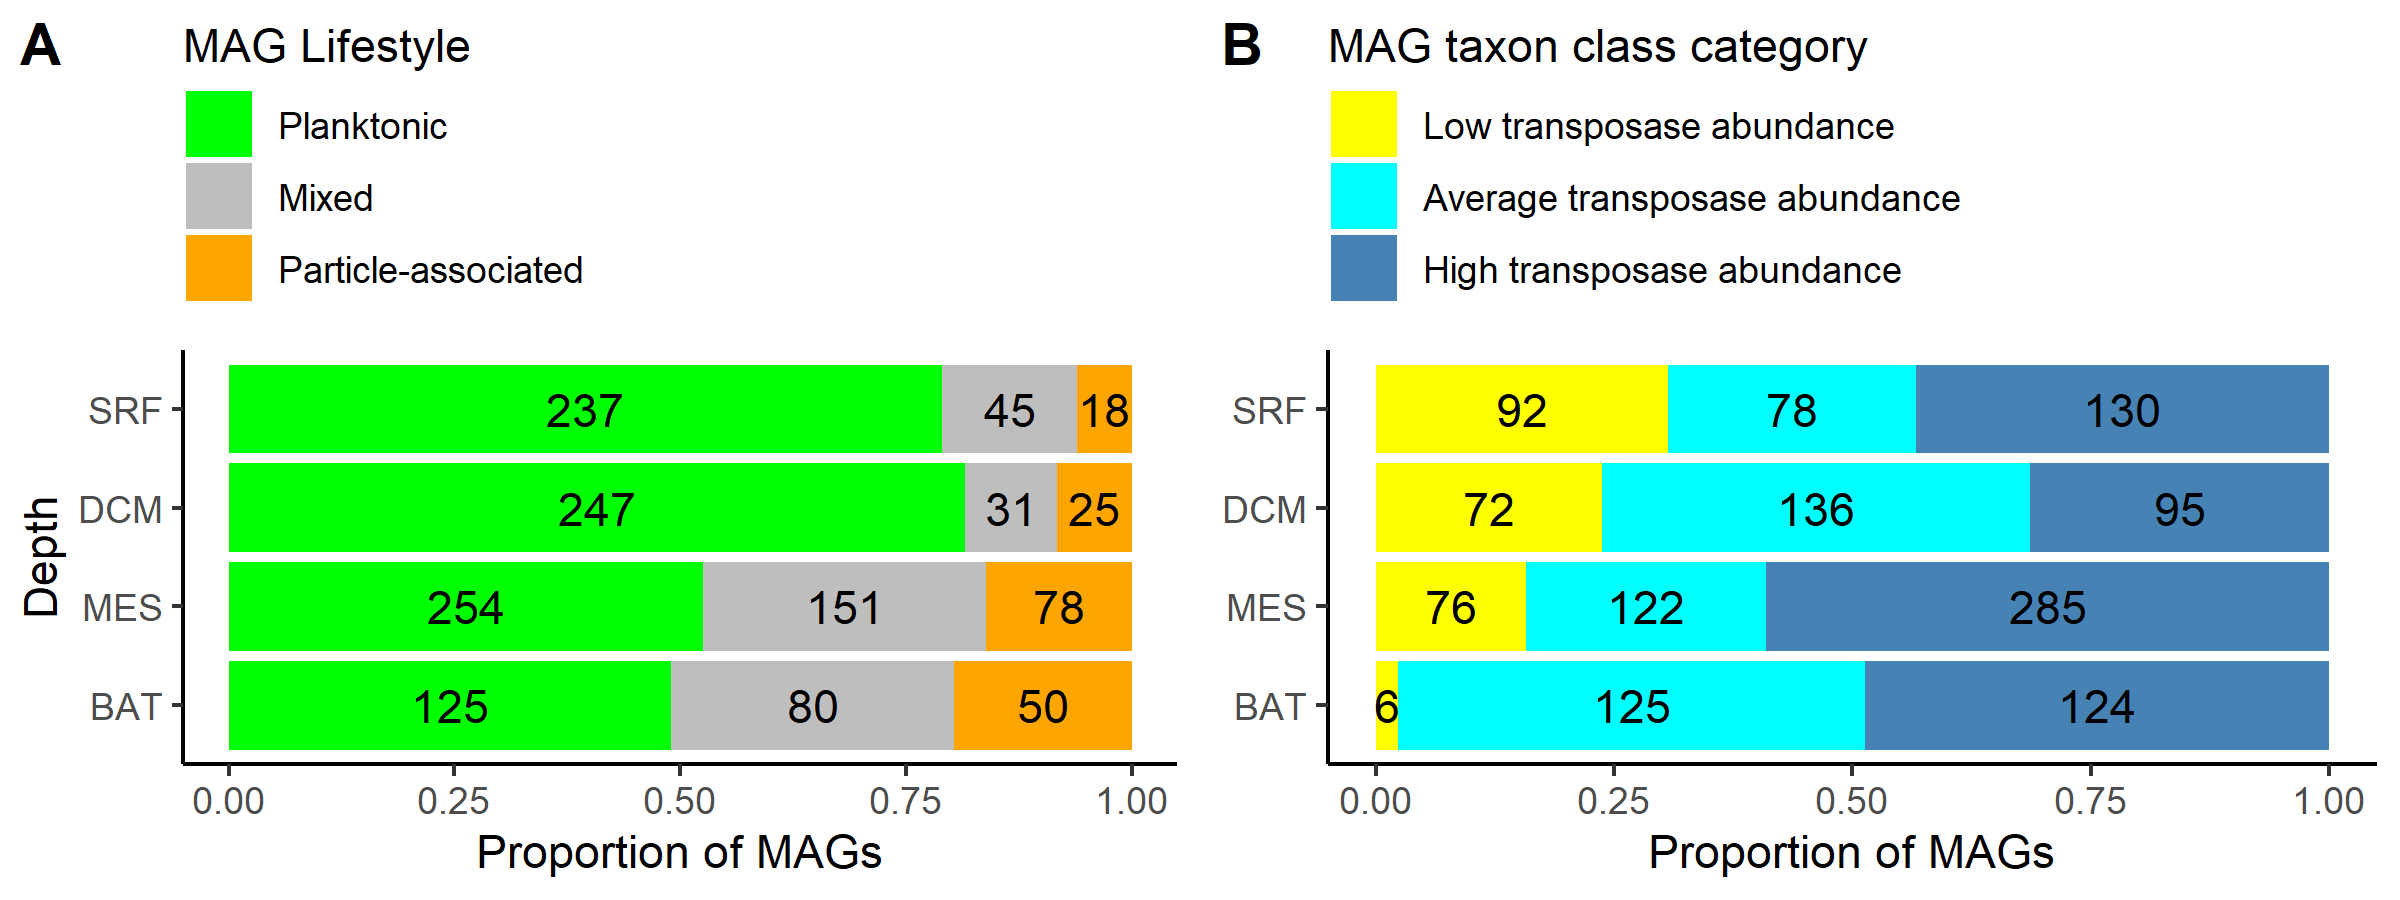 A
MAG Lifestyle
Planktonic
Mixed
Particle-associated
Depth
SRF
237
45
18
DCM
247
31
25
MES
254
151
78
BAT
125
80
50
0.00
0.25
0.50
0.75
1.00
Proportion of MAGs
B
MAG taxon class category
Low transposase abundance
Average transposase abundance
High transposase abundance
SRF
92
78
130
DCM
72
136
95
MES
76
122
285
BAT
6
125
124
0.00
0.25
0.50
0.75
1.00
Proportion of MAGs